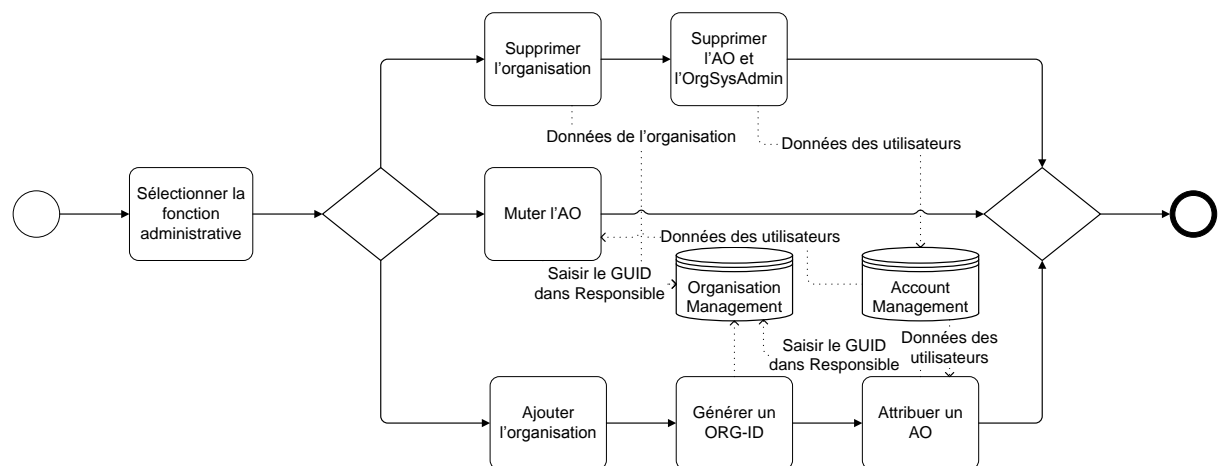 Supprimer
l'organisation
Supprimer
l'AO et
l'OrgSysAdmin
Données de l'organisation
Données des utilisateurs
Sélectionner la
fonction
administrative
Muter l'AO
Données des utilisateurs
Saisir le GUID
dans Responsible
Organisation
Management
Account
Management
Saisir le GUID
dans Responsible
Données des
utilisateurs
Ajouter
l'organisation
Générer un
ORG-ID
Attribuer un
AO